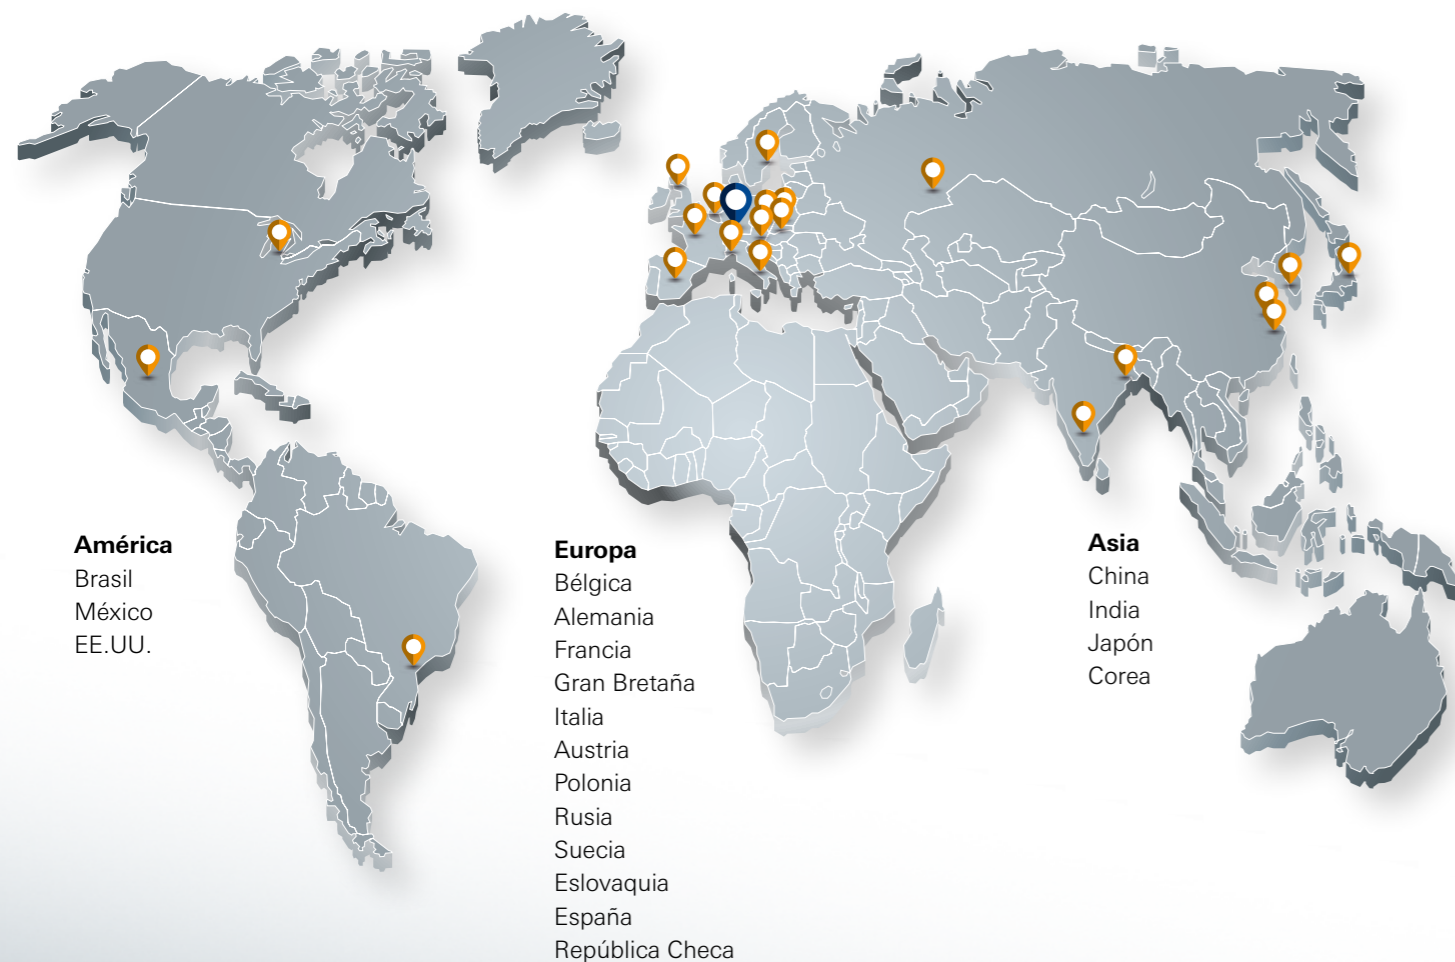 América
Brasil
México
EE.UU.
Europa
Bélgica
Alemania
Francia
Gran Bretaña
Italia
Austria
Polonia
Rusia
Suecia
Eslovaquia
España
República Checa
Asia
China
India
Japón
Corea